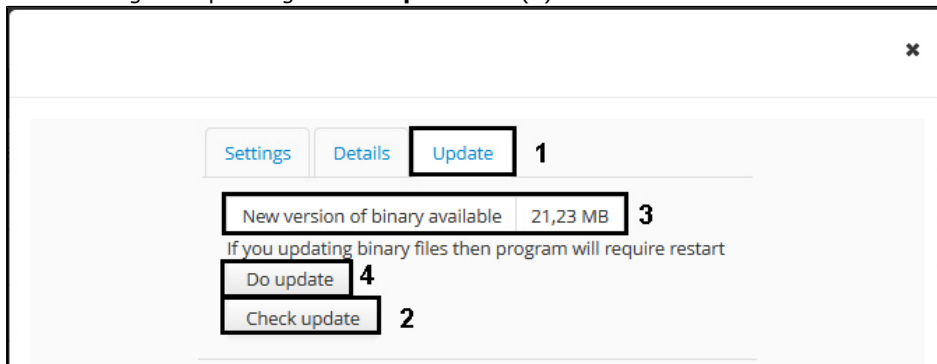 ✖
Settings Details Update 1
New version of binary available 21,23 MB 3
If you updating binary files then program will require restart
Do update 4
Check update 2